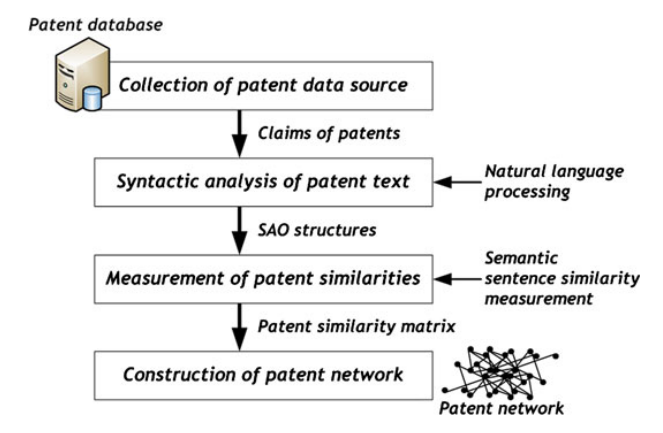 Patent database
Collection of patent data source
Claims of patents
Syntactic analysis of patent text
Natural language
processing
SAO structures
Measurement of patent similarities
Semantic
sentence similarity
measurement
Patent similarity matrix
Construction of patent network
Patent network